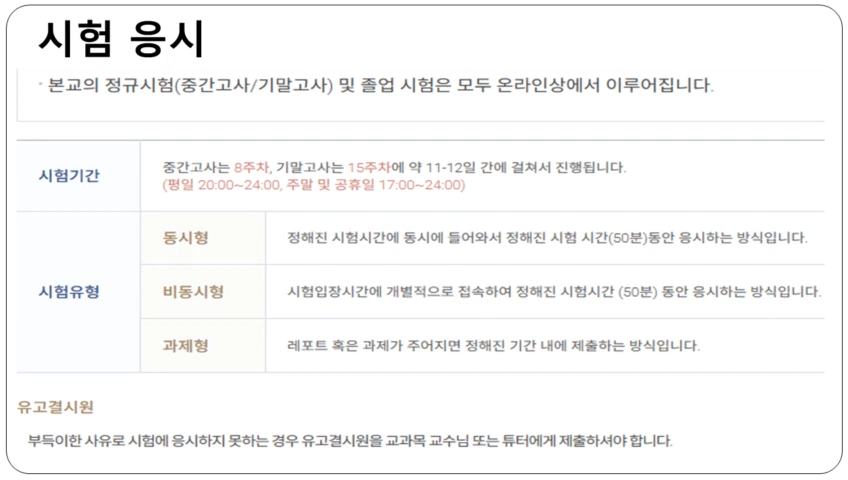 시험 응시
· 본교의 정규시험(중간고사/기말고사) 및 졸업 시험은 모두 온라인상에서 이루어집니다.
시험기간
중간고사는 8주차, 기말고사는 15주차에 약 11-12일 간에 걸쳐서 진행됩니다.
(평일 20:00~24:00, 주말 및 공휴일 17:00~24:00)
시험유형
동시형
정해진 시험시간에 동시에 들어와서 정해진 시험 시간(50분)동안 응시하는 방식입니다.
비동시형
시험입장시간에 개별적으로 접속하여 정해진 시험시간 (50분) 동안 응시하는 방식입니다.
과제형
레포트 혹은 과제가 주어지면 정해진 기간 내에 제출하는 방식입니다.
유고결시원
부득이한 사유로 시험에 응시하지 못하는 경우 유고결시원을 교과목 교수님 또는 튜터에게 제출하셔야 합니다.